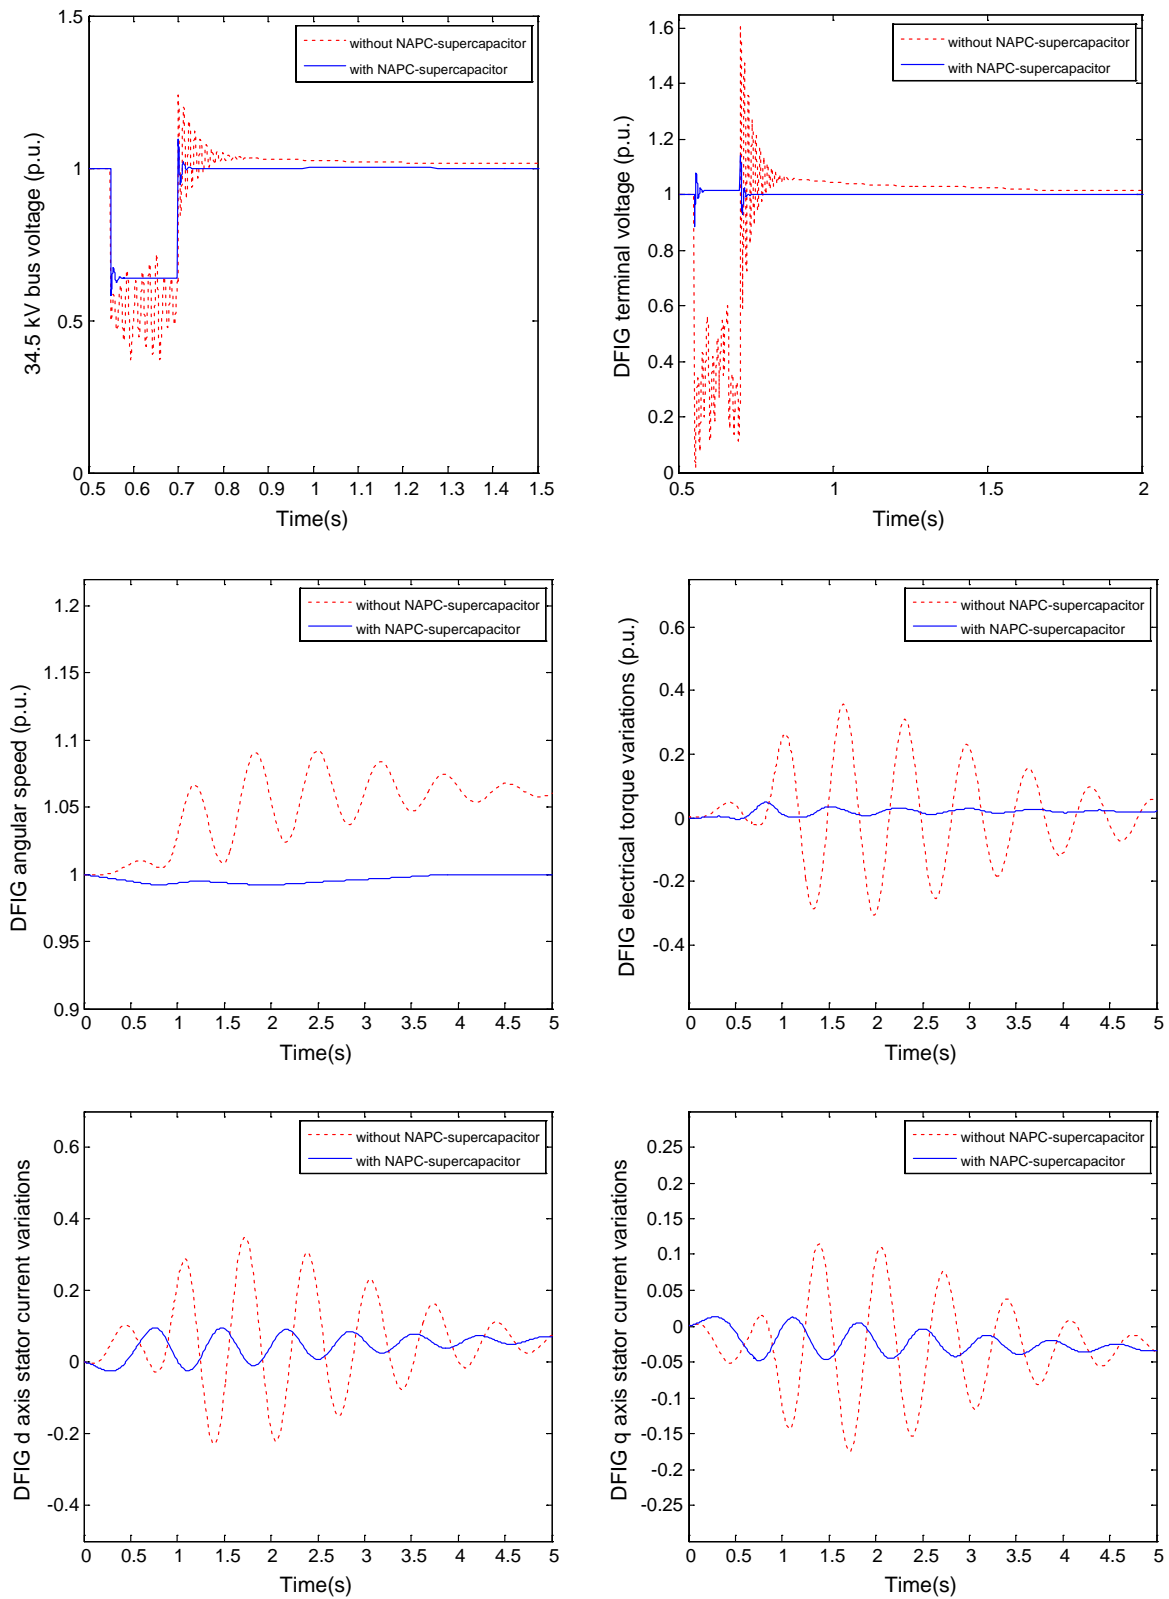 1.5
1
0.5
0
34.5 kV bus voltage (p.u.)
without NAPC-supercapacitor
with NAPC-supercapacitor
0.5 0.6 0.7 0.8 0.9 1 1.1 1.2 1.3 1.4 1.5
Time(s)
1.6
1.4
1.2
1
0.8
0.6
0.4
0.2
0
DFIG terminal voltage (p.u.)
without NAPC-supercapacitor
with NAPC-supercapacitor
0.5 1 1.5 2
Time(s)
1.2
1.15
1.1
1.05
1
0.95
0.9
DFIG angular speed (p.u.)
without NAPC-supercapacitor
with NAPC-supercapacitor
0 0.5 1 1.5 2 2.5 3 3.5 4 4.5 5
Time(s)
0.6
0.4
0.2
0
-0.2
-0.4
DFIG electrical torque variations (p.u.)
without NAPC-supercapacitor
with NAPC-supercapacitor
0 0.5 1 1.5 2 2.5 3 3.5 4 4.5 5
Time(s)
0.6
0.4
0.2
0
-0.2
-0.4
DFIG d axis stator current variations
without NAPC-supercapacitor
with NAPC-supercapacitor
0 0.5 1 1.5 2 2.5 3 3.5 4 4.5 5
Time(s)
0.25
0.2
0.15
0.1
0.05
0
-0.05
-0.1
-0.15
-0.2
-0.25
DFIG q axis stator current variations
without NAPC-supercapacitor
with NAPC-supercapacitor
0 0.5 1 1.5 2 2.5 3 3.5 4 4.5 5
Time(s)